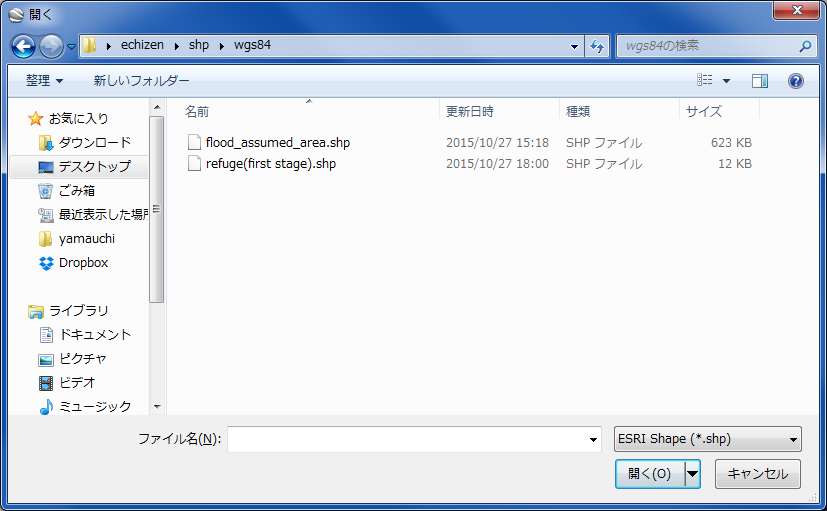 開く
echizen shp wgs84
wgs84の検索
整理 新しいフォルダー
お気に入り
ダウンロード
デスクトップ
ごみ箱
最近表示した場所
yamauchi
Dropbox
ライブラリ
ドキュメント
ピクチャ
ビデオ
ミュージック
名前 更新日時 種類 サイズ
flood_assumed_area.shp 2015/10/27 15:18 SHP ファイル 623 KB
refuge(first stage).shp 2015/10/27 18:00 SHP ファイル 12 KB
ファイル名(N):
ESRI Shape (*.shp)
開く(O) キャンセル